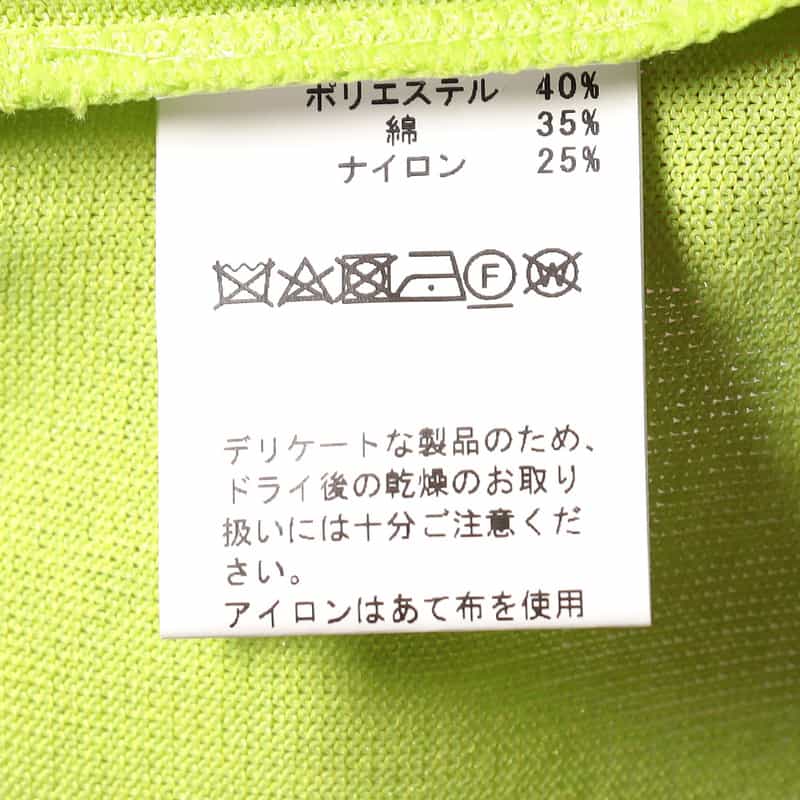 ポリエステル 40%
綿 35%
ナイロン 25%
F W
デリケートな製品のため、
ドライ後の乾燥のお取り
扱いには十分ご注意くだ
さい。
アイロンはあて布を使用